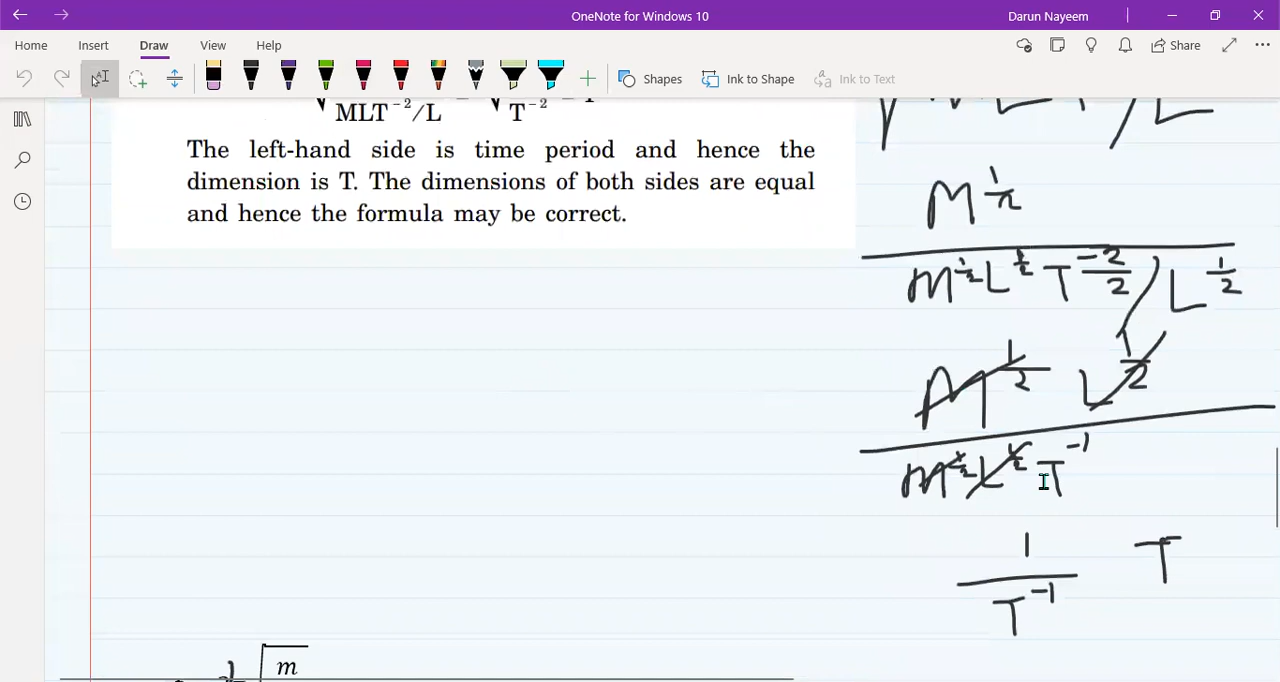 OneNote for Windows 10
Darun Nayeem
Home Insert Draw View Help
Share
Shapes Ink to Shape Ink to Text
MLT⁻²/L
T⁻²
The left-hand side is time period and hence the
dimension is T. The dimensions of both sides are equal
and hence the formula may be correct.
/ L
M
M^½ L^½ T^(-2/2) / L^(1/2)
M^(1/2) L^(1/2)
M^½ L^½ T⁻¹
1 T
T⁻¹
m